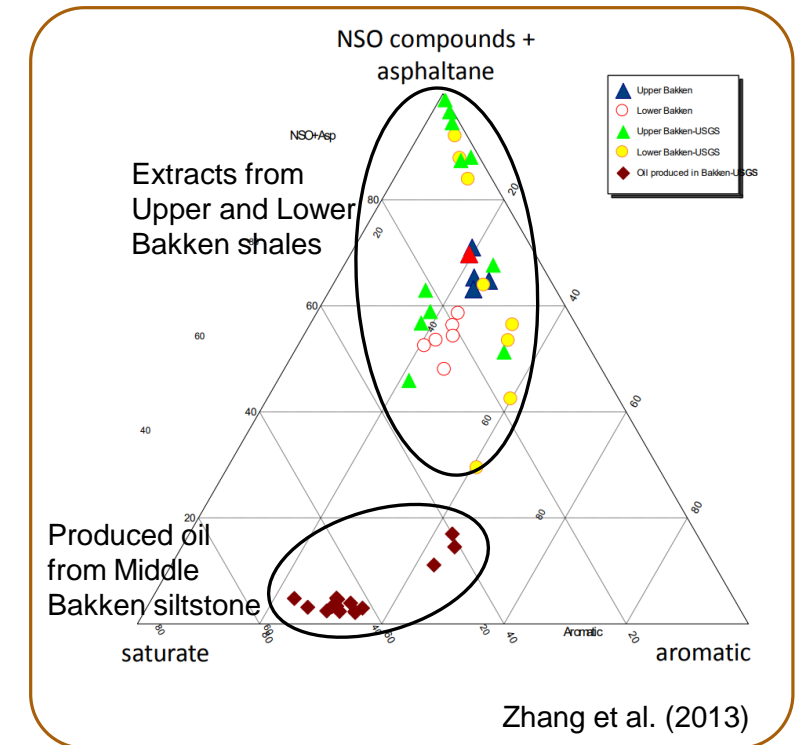 NSO compounds +
asphaltane
Upper Bakken
Lower Bakken
Upper Bakken-USGS
Lower Bakken-USGS
Oil produced in Bakken-USGS
NSO+Asp
Extracts from
Upper and Lower
Bakken shales
80
20
20
60
40
40
60
40
60
40
60
Produced oil
from Middle
Bakken siltstone
20
80
80
80
60
80
40
60
20
40
Aromatic
20
saturate
aromatic
Zhang et al. (2013)